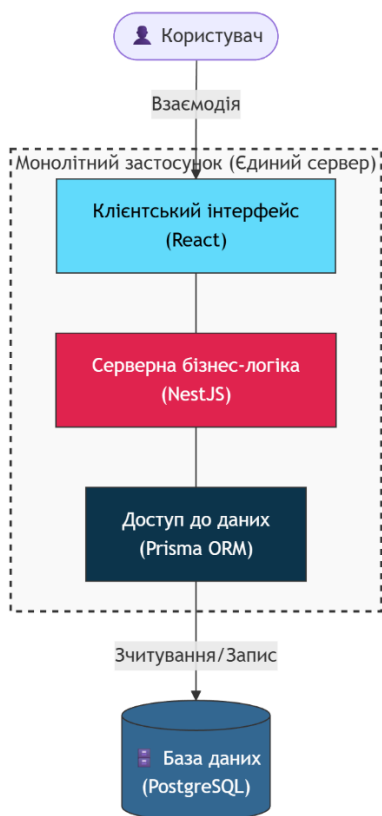 Користувач
Взаємодія
Монолітний застосунок (Єдиний сервер)
Клієнтський інтерфейс
(React)
Серверна бізнес-логіка
(NestJS)
Доступ до даних
(Prisma ORM)
Зчитування/Запис
База даних
(PostgreSQL)